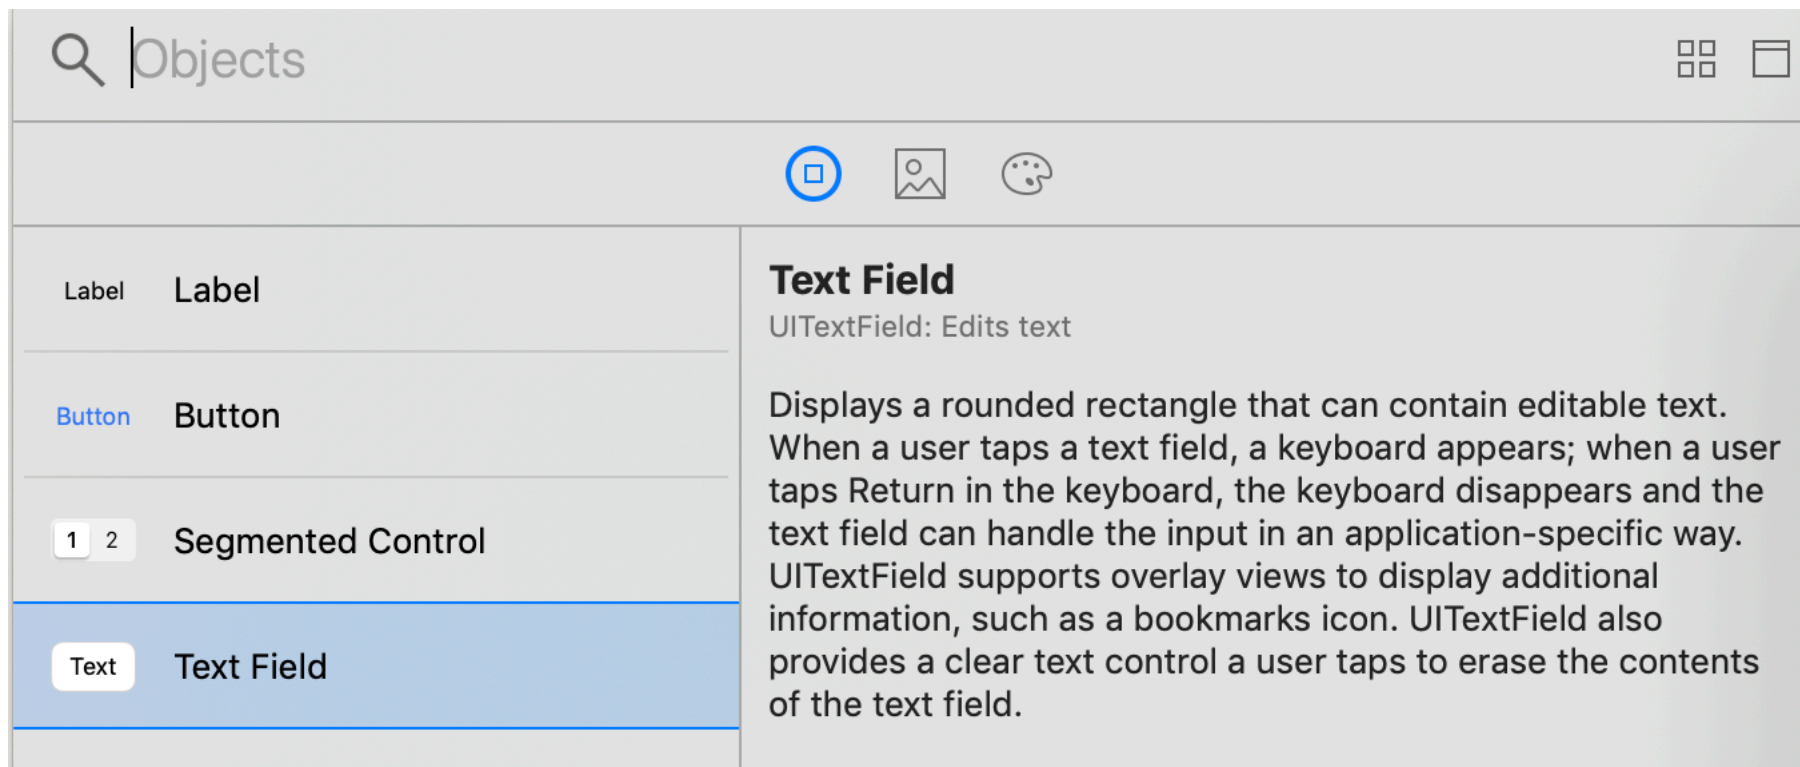 Objects
Label Label
Button Button
1 2 Segmented Control
Text Text Field
Text Field
UITextField: Edits text
Displays a rounded rectangle that can contain editable text.
When a user taps a text field, a keyboard appears; when a user
taps Return in the keyboard, the keyboard disappears and the
text field can handle the input in an application-specific way.
UITextField supports overlay views to display additional
information, such as a bookmarks icon. UITextField also
provides a clear text control a user taps to erase the contents
of the text field.